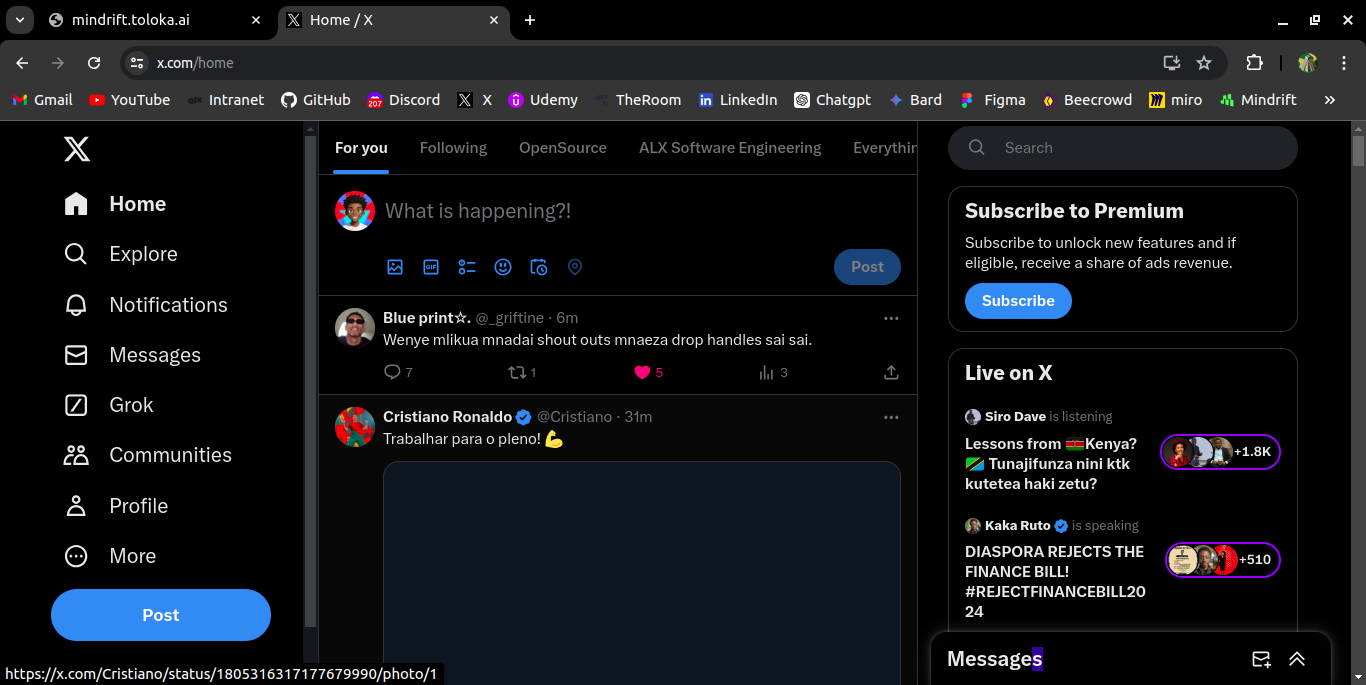 mindrift.toloka.ai
Home / X
x.com/home
Gmail
YouTube
Intranet
GitHub
207
Discord
X
Udemy
TheRoom
LinkedIn
Chatgpt
Bard
Figma
Beecrowd
miro
Mindrift
Home
Explore
Notifications
Messages
Grok
Communities
Profile
More
Post
For you
Following
OpenSource
ALX Software Engineering
Everythin
What is happening?!
GIF
Post
Blue print☆. @_griftine · 6m
Wenye mlikua mnadai shout outs mnaeza drop handles sai sai.
7
1
5
3
Cristiano Ronaldo @Cristiano · 31m
Trabalhar para o pleno! 💪
Search
Subscribe to Premium
Subscribe to unlock new features and if
eligible, receive a share of ads revenue.
Subscribe
Live on X
Siro Dave is listening
Lessons from 🇰🇪Kenya?
🇹🇿 Tunajifunza nini ktk
kutetea haki zetu?
+1.8K
Kaka Ruto is speaking
DIASPORA REJECTS THE
FINANCE BILL!
#REJECTFINANCEBILL20
24
+510
Messages
https://x.com/Cristiano/status/1805316317177679990/photo/1